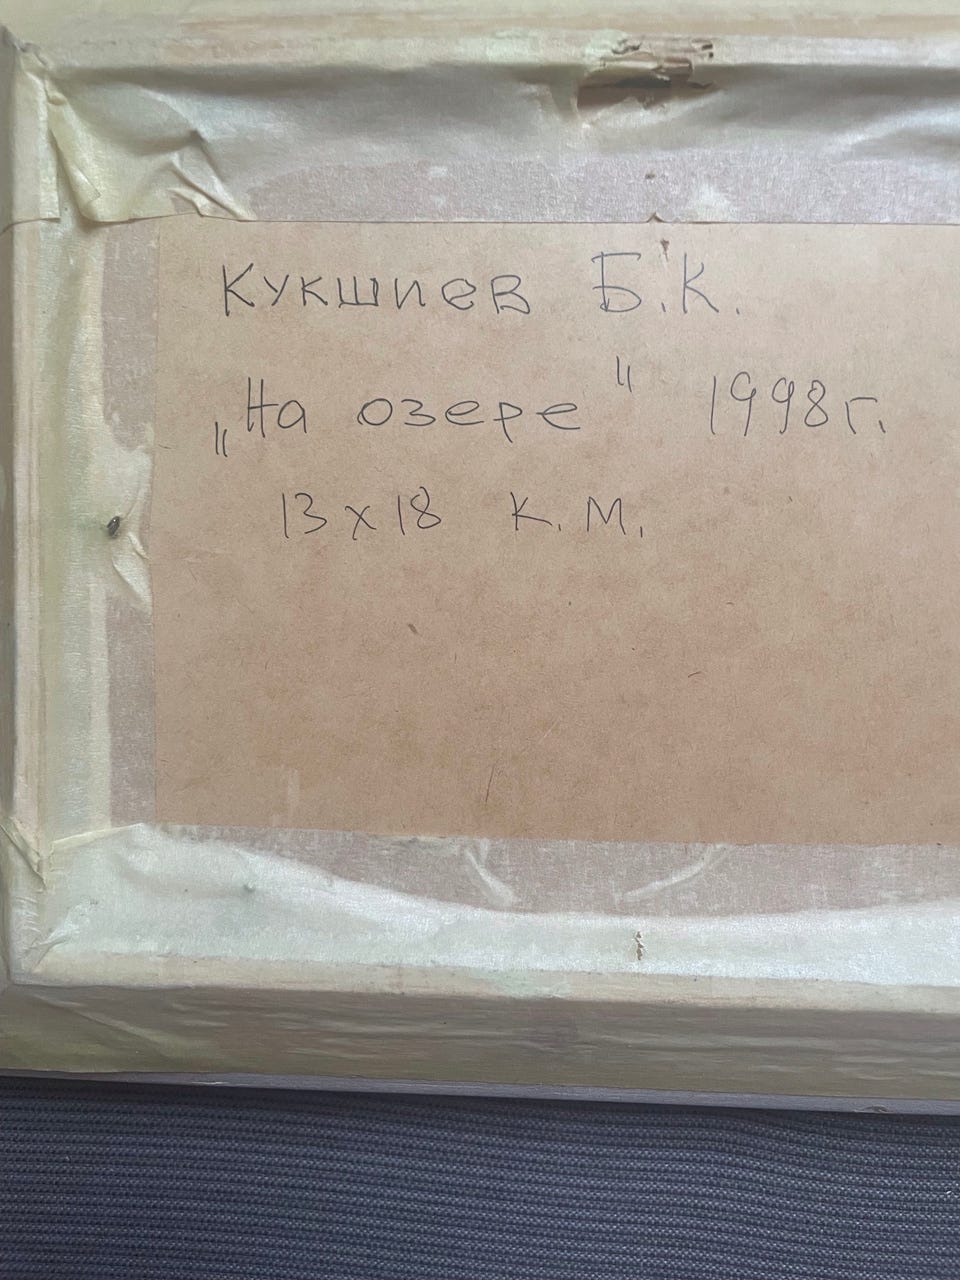 Кукшиев Б.К.
„На озере" 1998г.
13х18 К.М.